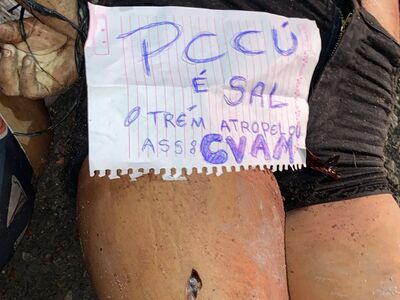 PCCÚ
É SAL
O TRÉM ATROPELOU
ASS: CVAM